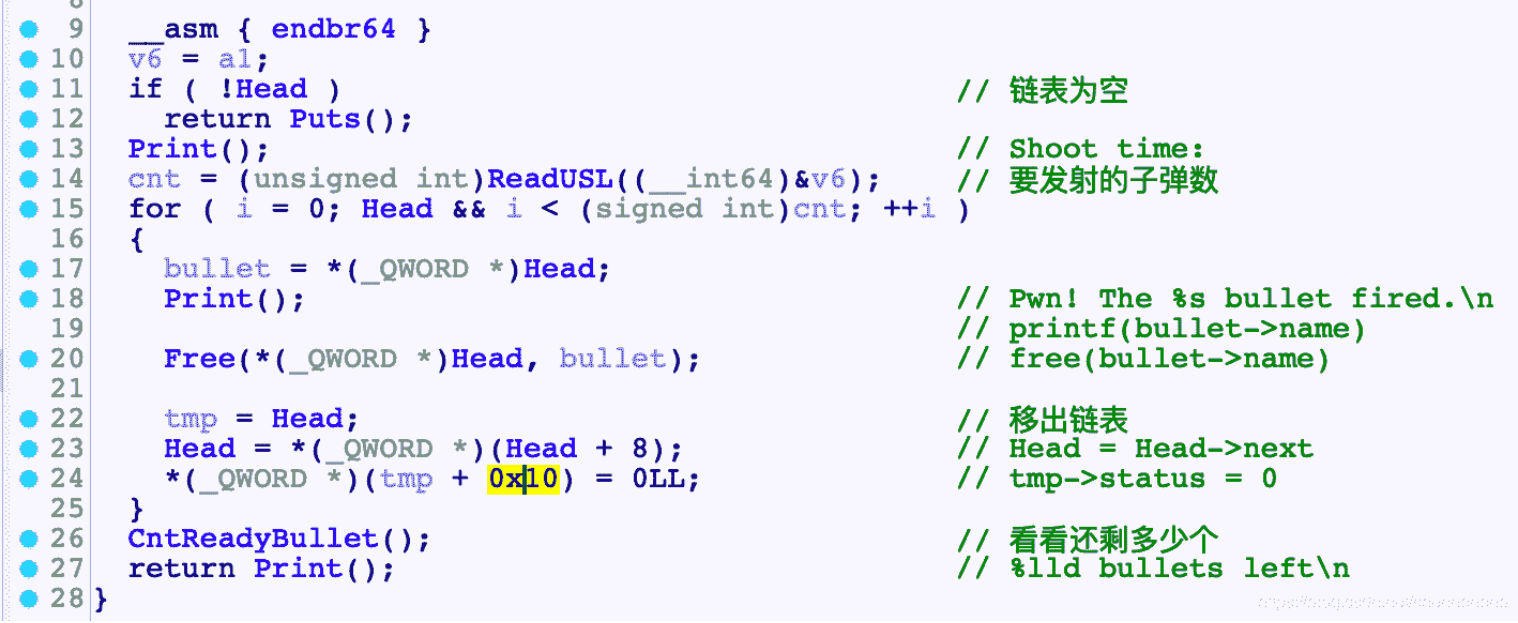 8
9 __asm { endbr64 }
10 v6 = a1;
11 if ( !Head ) // 链表为空
12 return Puts();
13 Print(); // Shoot time:
14 cnt = (unsigned int)ReadUSL((__int64)&v6); // 要发射的子弹数
15 for ( i = 0; Head && i < (signed int)cnt; ++i )
16 {
17 bullet = *(_QWORD *)Head;
18 Print(); // Pwn! The %s bullet fired.\n
19 // printf(bullet->name)
20 Free(*(_QWORD *)Head, bullet); // free(bullet->name)
21
22 tmp = Head; // 移出链表
23 Head = *(_QWORD *)(Head + 8); // Head = Head->next
24 *(_QWORD *)(tmp + 0x10) = 0LL; // tmp->status = 0
25 }
26 CntReadyBullet(); // 看看还剩多少个
27 return Print(); // %lld bullets left\n
28 }